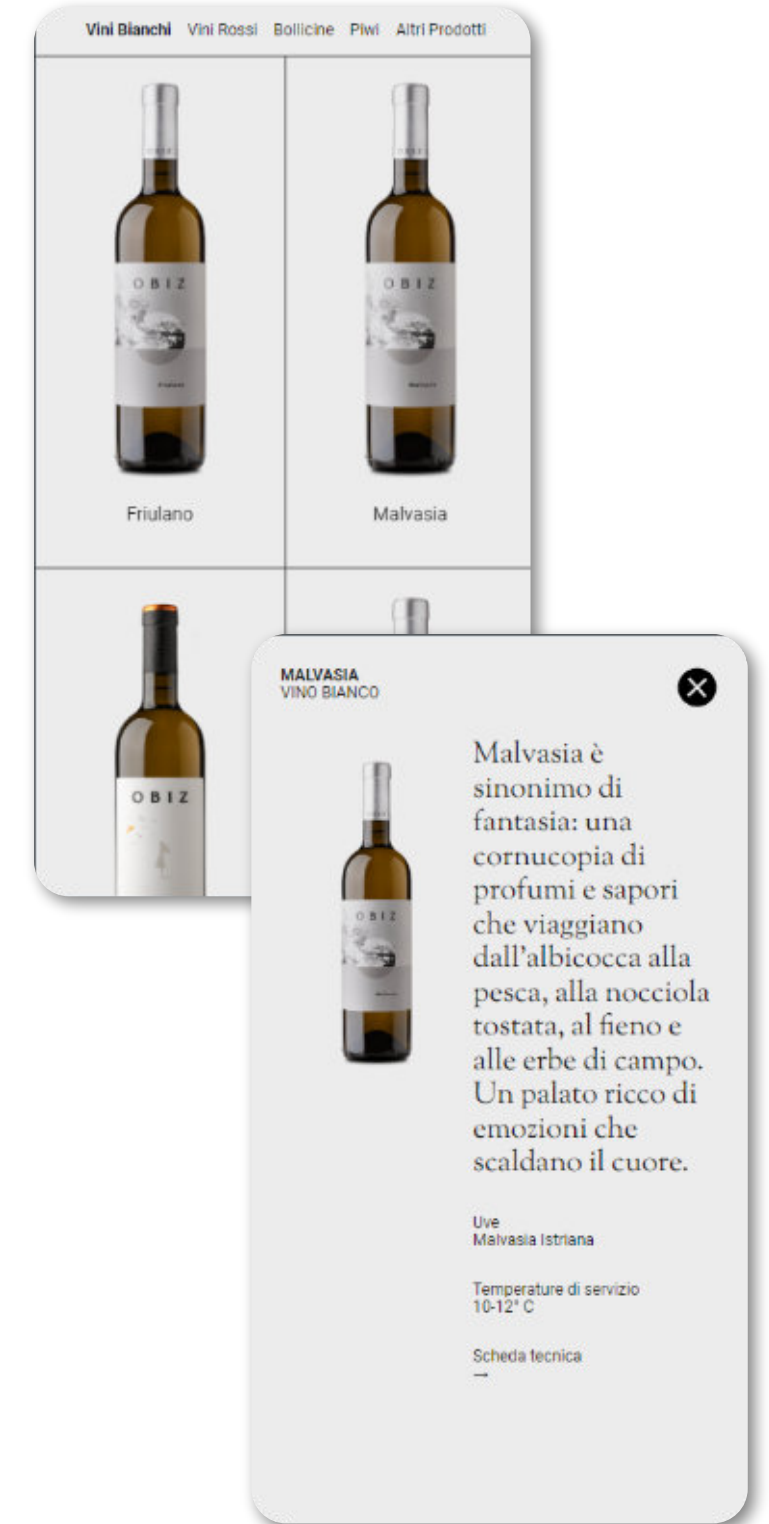 Vini Bianchi Vini Rossi Bollicine Piwi Altri Prodotti
OBIZ
OBIZ
Friulano
Malvasia
Friulano
Malvasia
OBIZ
MALVASIA
VINO BIANCO
OBIZ
Malvasia è
sinonimo di
fantasia: una
cornucopia di
profumi e sapori
che viaggiano
dall'albicocca alla
pesca, alla nocciola
tostata, al fieno e
alle erbe di campo.
Un palato ricco di
emozioni che
scaldano il cuore.
Uve
Malvasia Istriana
Temperature di servizio
10-12° C
Scheda tecnica
→